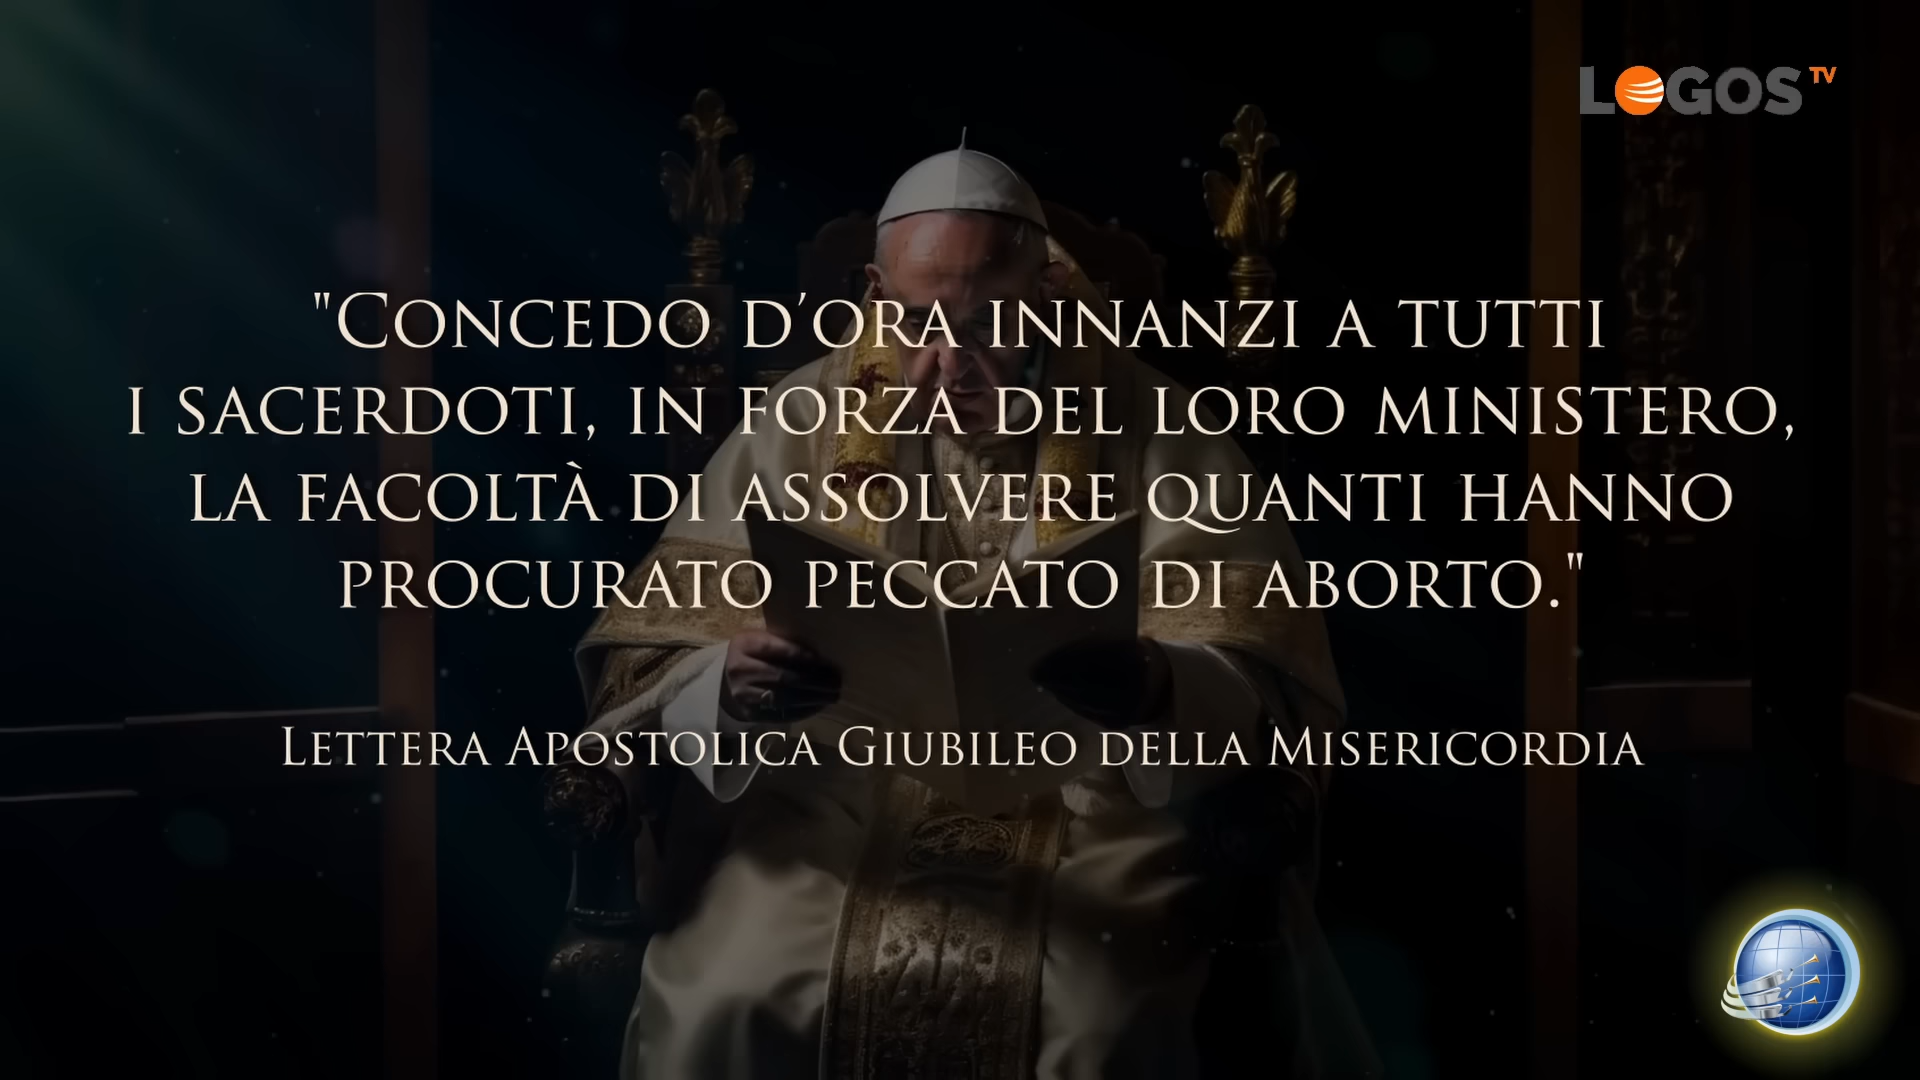 LOGOS TV
"Concedo d'ora innanzi a tutti
i sacerdoti, in forza del loro ministero,
la facoltà di assolvere quanti hanno
procurato peccato di aborto."
Lettera Apostolica Giubileo della Misericordia